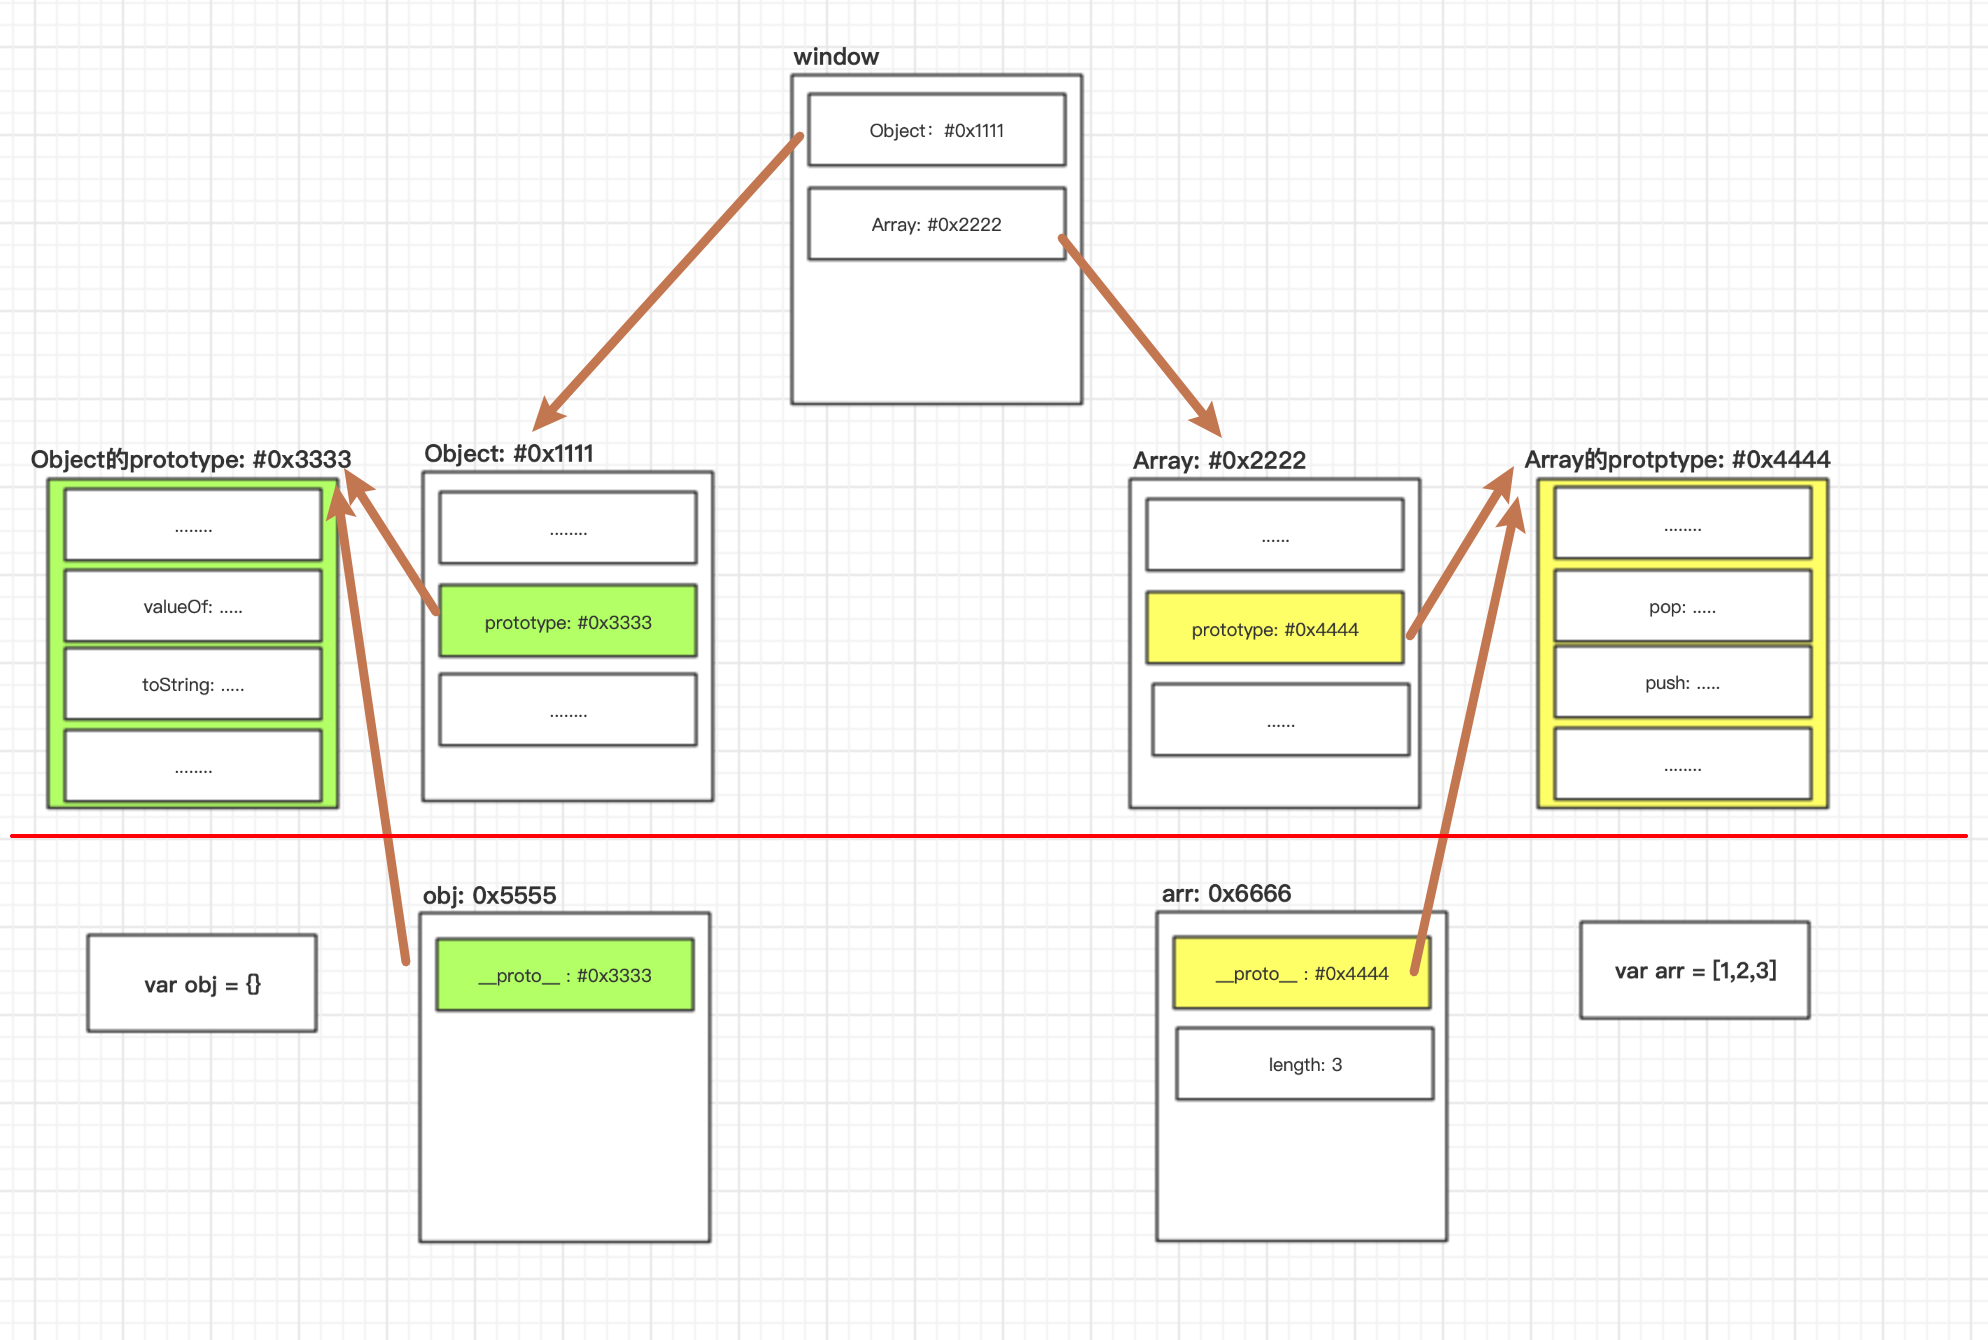 window
Object：#0x1111
Array: #0x2222
Object的prototype: #0x3333
........
valueOf: .....
toString: .....
........
Object: #0x1111
........
prototype: #0x3333
........
Array: #0x2222
......
prototype: #0x4444
......
Array的protptype: #0x4444
........
pop: .....
push: .....
........
var obj = {}
obj: 0x5555
__proto__ : #0x3333
arr: 0x6666
__proto__ : #0x4444
length: 3
var arr = [1,2,3]